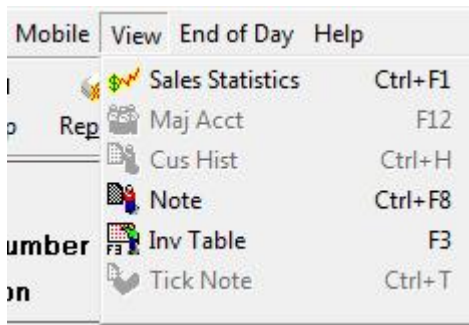 Mobile View End of Day Help
Sales Statistics Ctrl+F1
Rep Maj Acct F12
Cus Hist Ctrl+H
Note Ctrl+F8
umber Inv Table F3
on Tick Note Ctrl+T